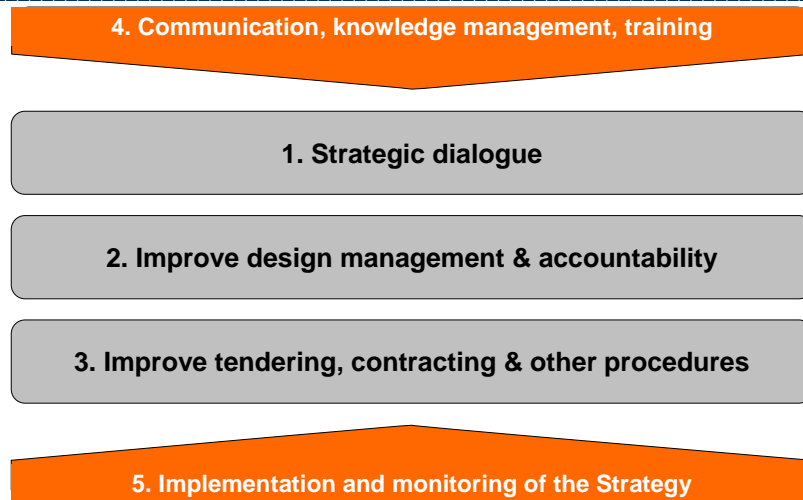 4. Communication, knowledge management, training
1. Strategic dialogue
2. Improve design management & accountability
3. Improve tendering, contracting & other procedures
5. Implementation and monitoring of the Strategy